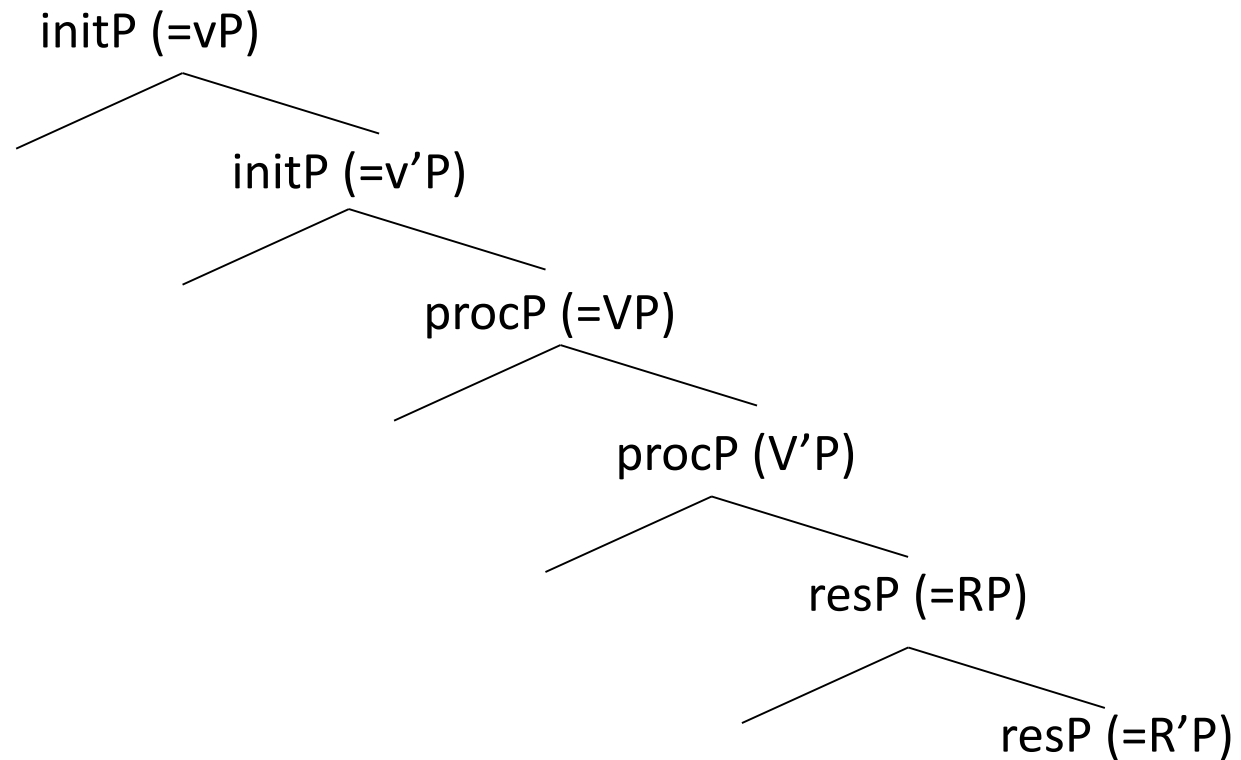 initP (=vP)
initP (=v’P)
procP (=VP)
procP (V’P)
resP (=RP)
resP (=R’P)